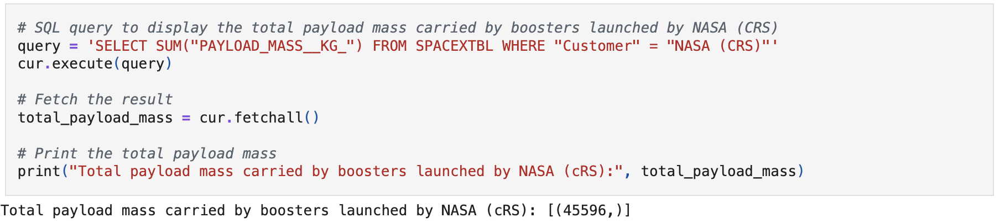 # SQL query to display the total payload mass carried by boosters launched by NASA (CRS)
query = 'SELECT SUM("PAYLOAD_MASS__KG_") FROM SPACEXTBL WHERE "Customer" = "NASA (CRS)"'
cur.execute(query)
# Fetch the result
total_payload_mass = cur.fetchall()
# Print the total payload mass
print("Total payload mass carried by boosters launched by NASA (cRS):", total_payload_mass)
Total payload mass carried by boosters launched by NASA (cRS): [(45596,)]